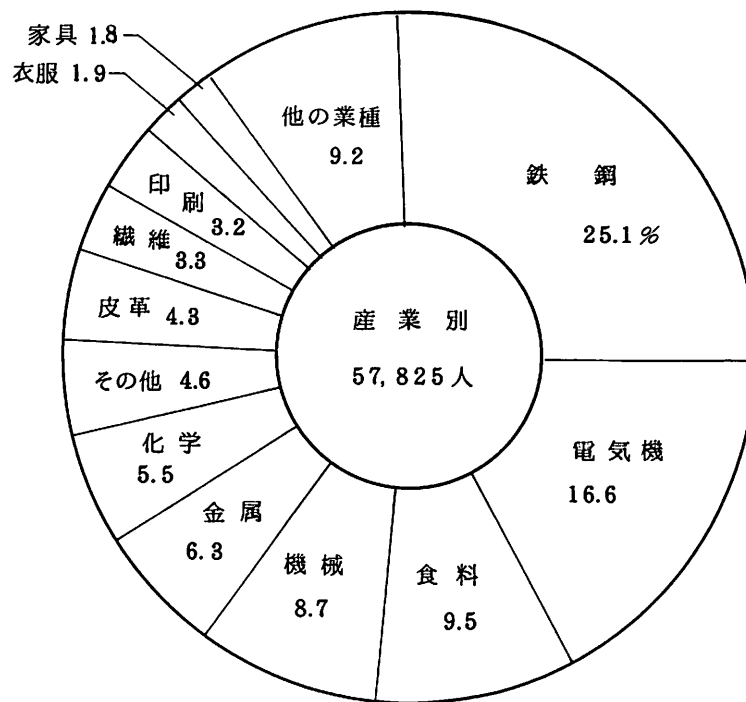 産業別
57,825人
鉄鋼
25.1%
電気機
16.6
食料
9.5
機械
8.7
金属
6.3
化学
5.5
その他 4.6
皮革 4.3
繊維
3.3
印刷
3.2
衣服 1.9
家具 1.8
他の業種
9.2